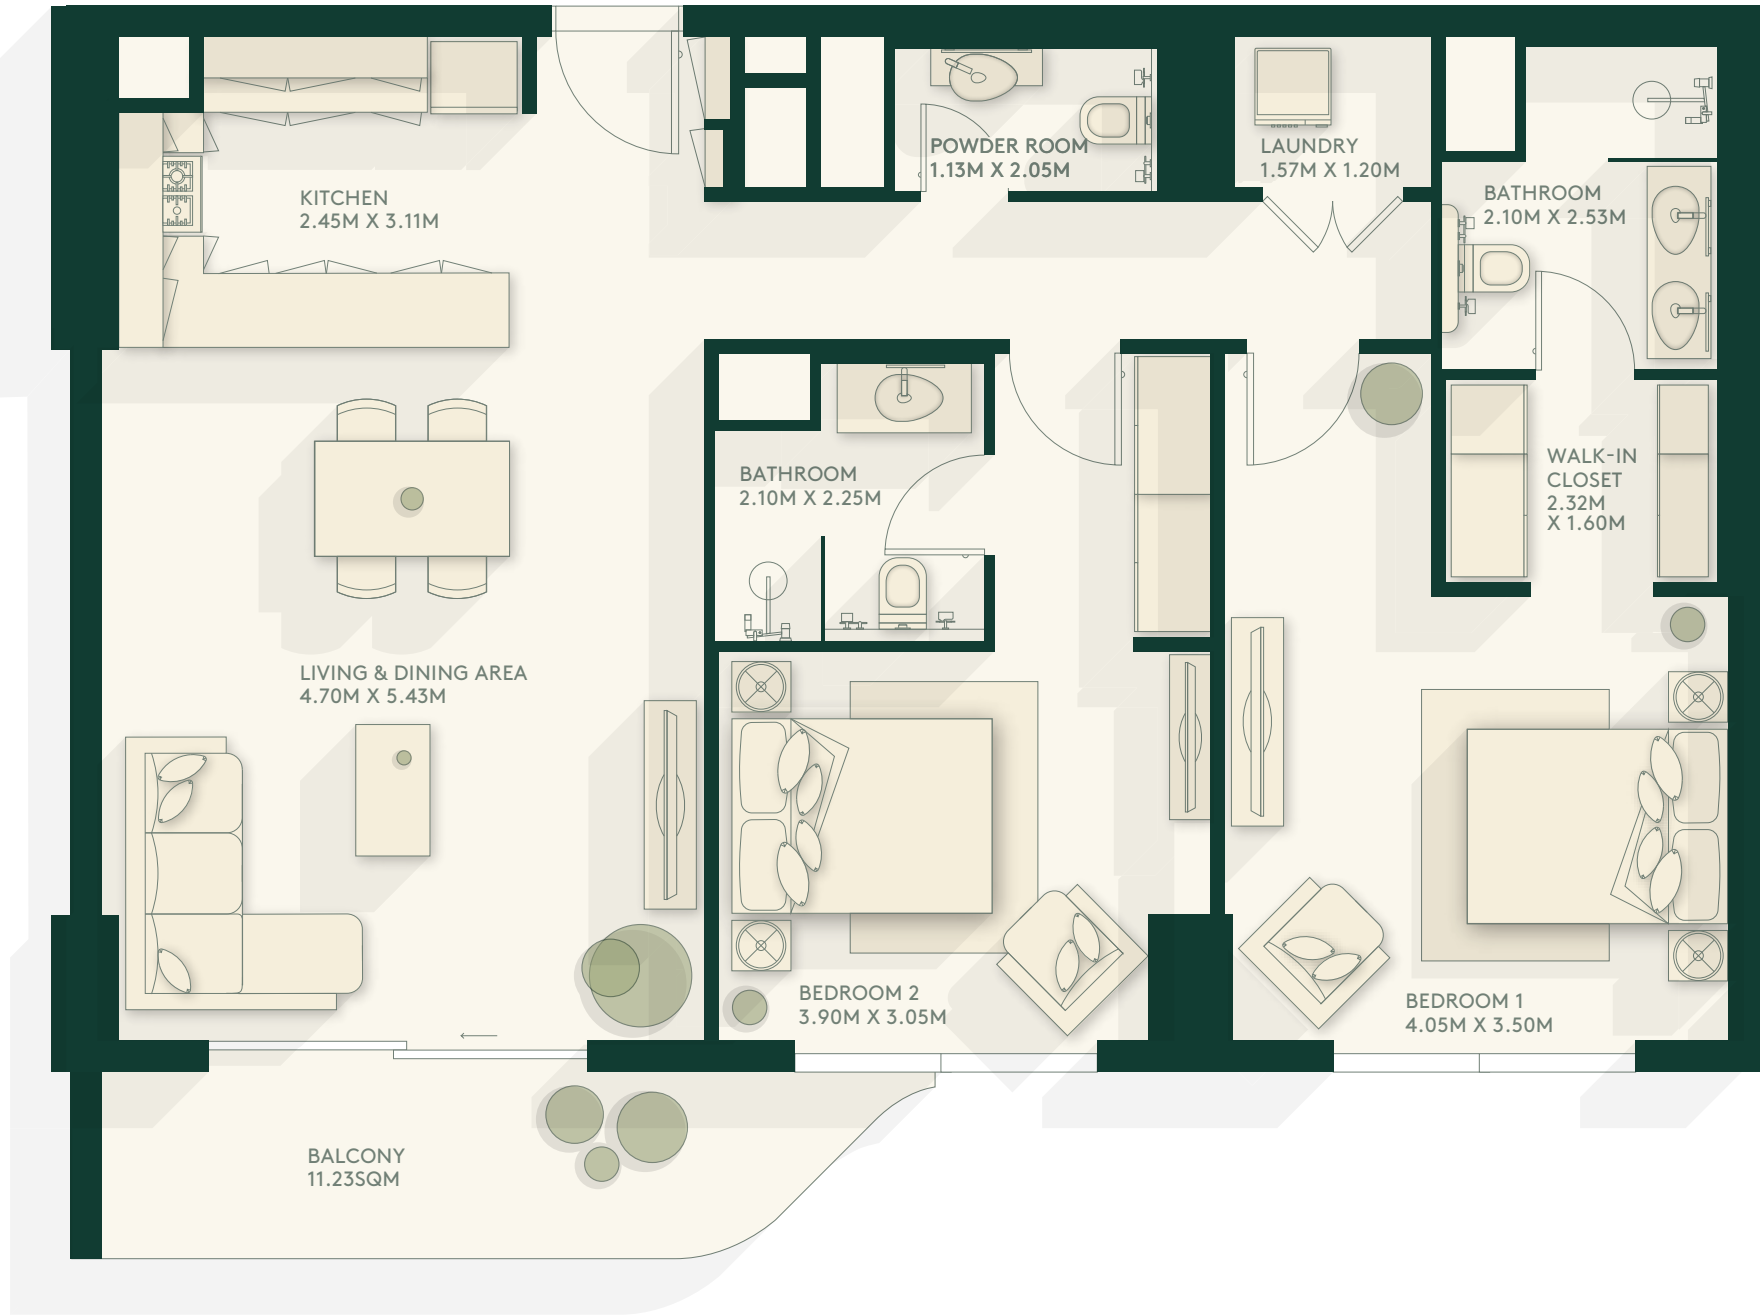 POWDER ROOM
1.13M X 2.05M
LAUNDRY
1.57M X 1.20M
KITCHEN
2.45M X 3.11M
BATHROOM
2.10M X 2.53M
BATHROOM
2.10M X 2.25M
WALK-IN
CLOSET
2.32M
X 1.60M
LIVING & DINING AREA
4.70M X 5.43M
BEDROOM 2
3.90M X 3.05M
BEDROOM 1
4.05M X 3.50M
BALCONY
11.23SQM